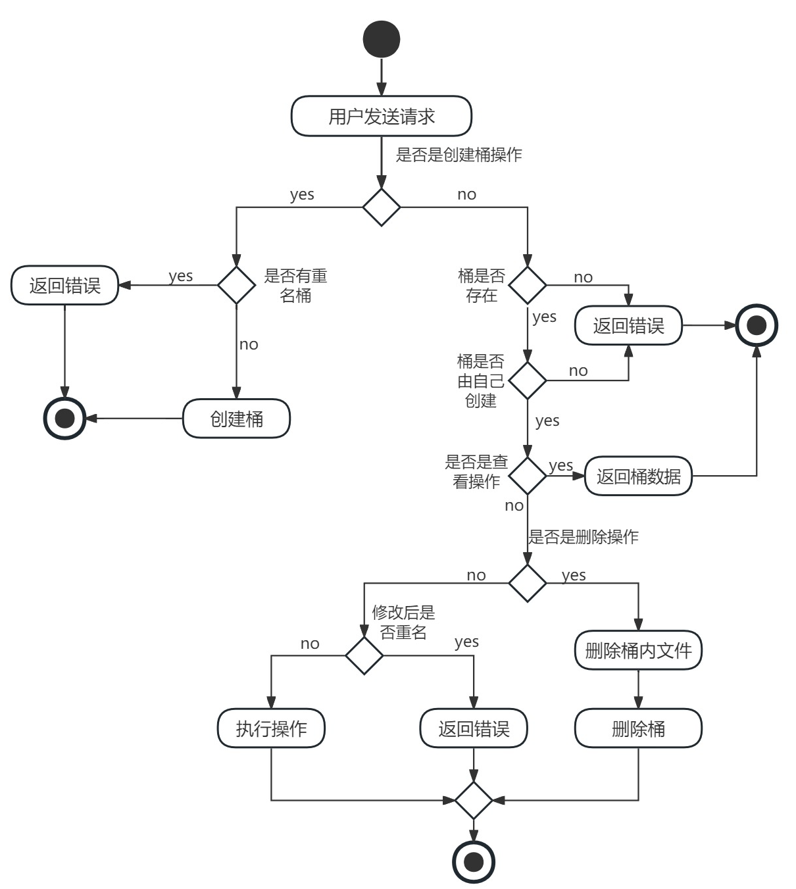 用户发送请求
是否是创建桶操作
yes
no
返回错误
yes
是否有重
名桶
no
创建桶
桶是否
存在
no
yes
返回错误
桶是否
由自己
创建
no
yes
是否是查
看操作
yes
返回桶数据
no
是否是删除操作
no
yes
修改后是
否重名
no
yes
删除桶内文件
执行操作
返回错误
删除桶